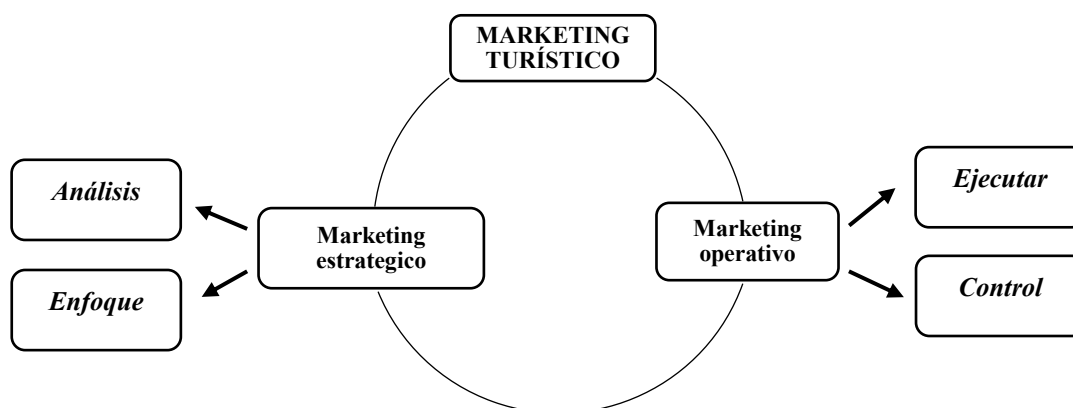 MARKETING
TURÍSTICO
Análisis
Enfoque
Marketing
estrategico
Marketing
operativo
Ejecutar
Control